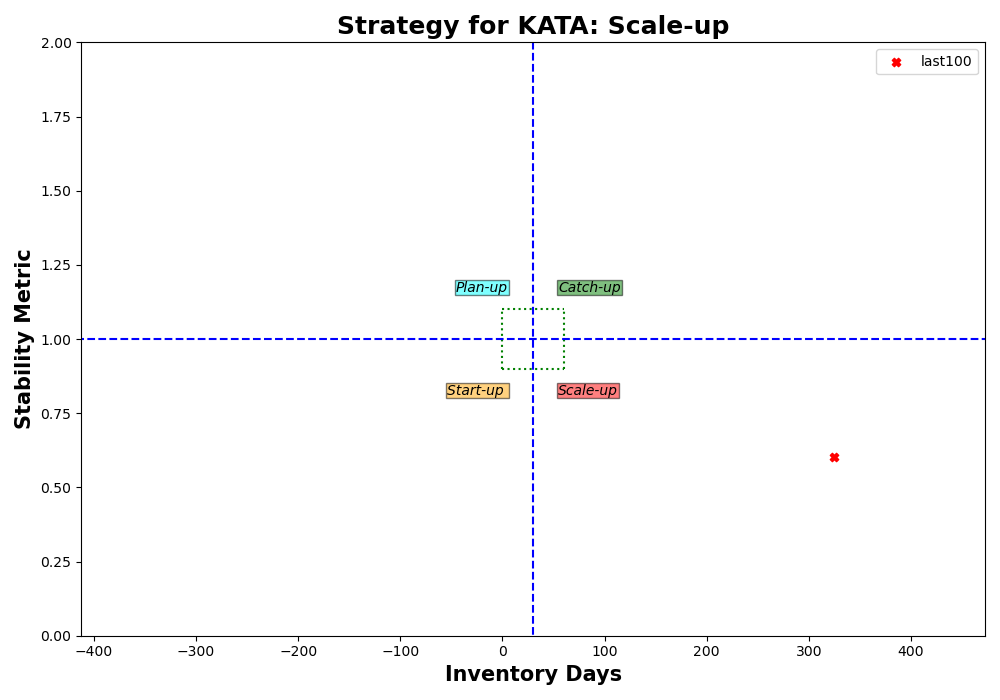 Strategy for KATA: Scale-up
last100
2.00
1.75
1.50
1.25
1.00
0.75
0.50
0.25
0.00
Stability Metric
Plan-up
Catch-up
Start-up
Scale-up
−400
−300
−200
−100
0
100
200
300
400
Inventory Days